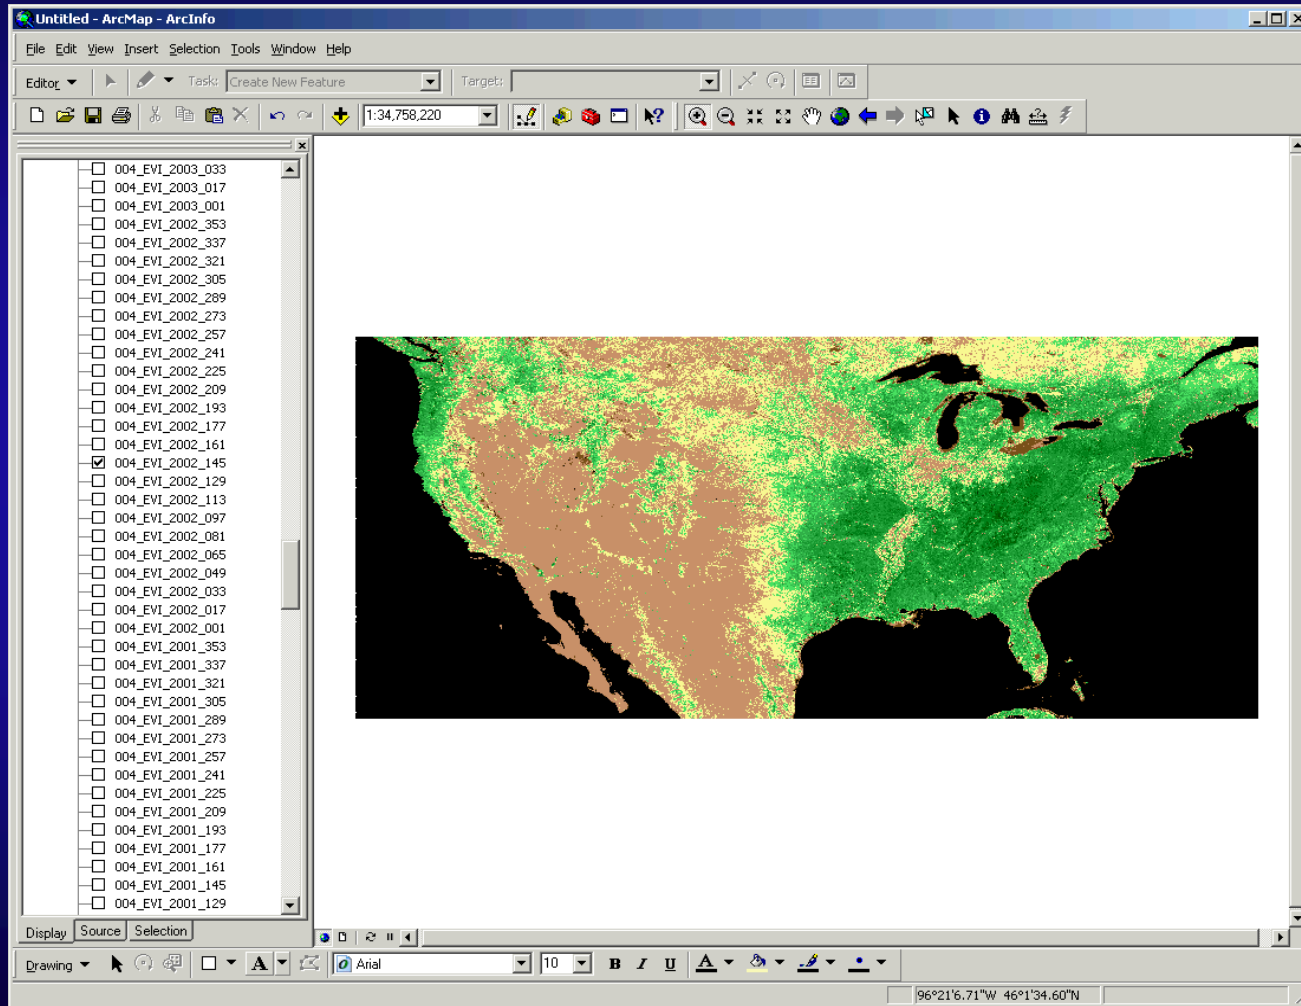 Untitled - ArcMap - ArcInfo
File Edit View Insert Selection Tools Window Help
Editor Task: Create New Feature Target:
1:34,758,220
004_EVI_2003_033
004_EVI_2003_017
004_EVI_2003_001
004_EVI_2002_353
004_EVI_2002_337
004_EVI_2002_321
004_EVI_2002_305
004_EVI_2002_289
004_EVI_2002_273
004_EVI_2002_257
004_EVI_2002_241
004_EVI_2002_225
004_EVI_2002_209
004_EVI_2002_193
004_EVI_2002_177
004_EVI_2002_161
004_EVI_2002_145
004_EVI_2002_129
004_EVI_2002_113
004_EVI_2002_097
004_EVI_2002_081
004_EVI_2002_065
004_EVI_2002_049
004_EVI_2002_033
004_EVI_2002_017
004_EVI_2002_001
004_EVI_2001_353
004_EVI_2001_337
004_EVI_2001_321
004_EVI_2001_305
004_EVI_2001_289
004_EVI_2001_273
004_EVI_2001_257
004_EVI_2001_241
004_EVI_2001_225
004_EVI_2001_209
004_EVI_2001_193
004_EVI_2001_177
004_EVI_2001_161
004_EVI_2001_145
004_EVI_2001_129
Display Source Selection
Drawing A Arial 10 B I U A
96°21'6.71"W 46°1'34.60"N